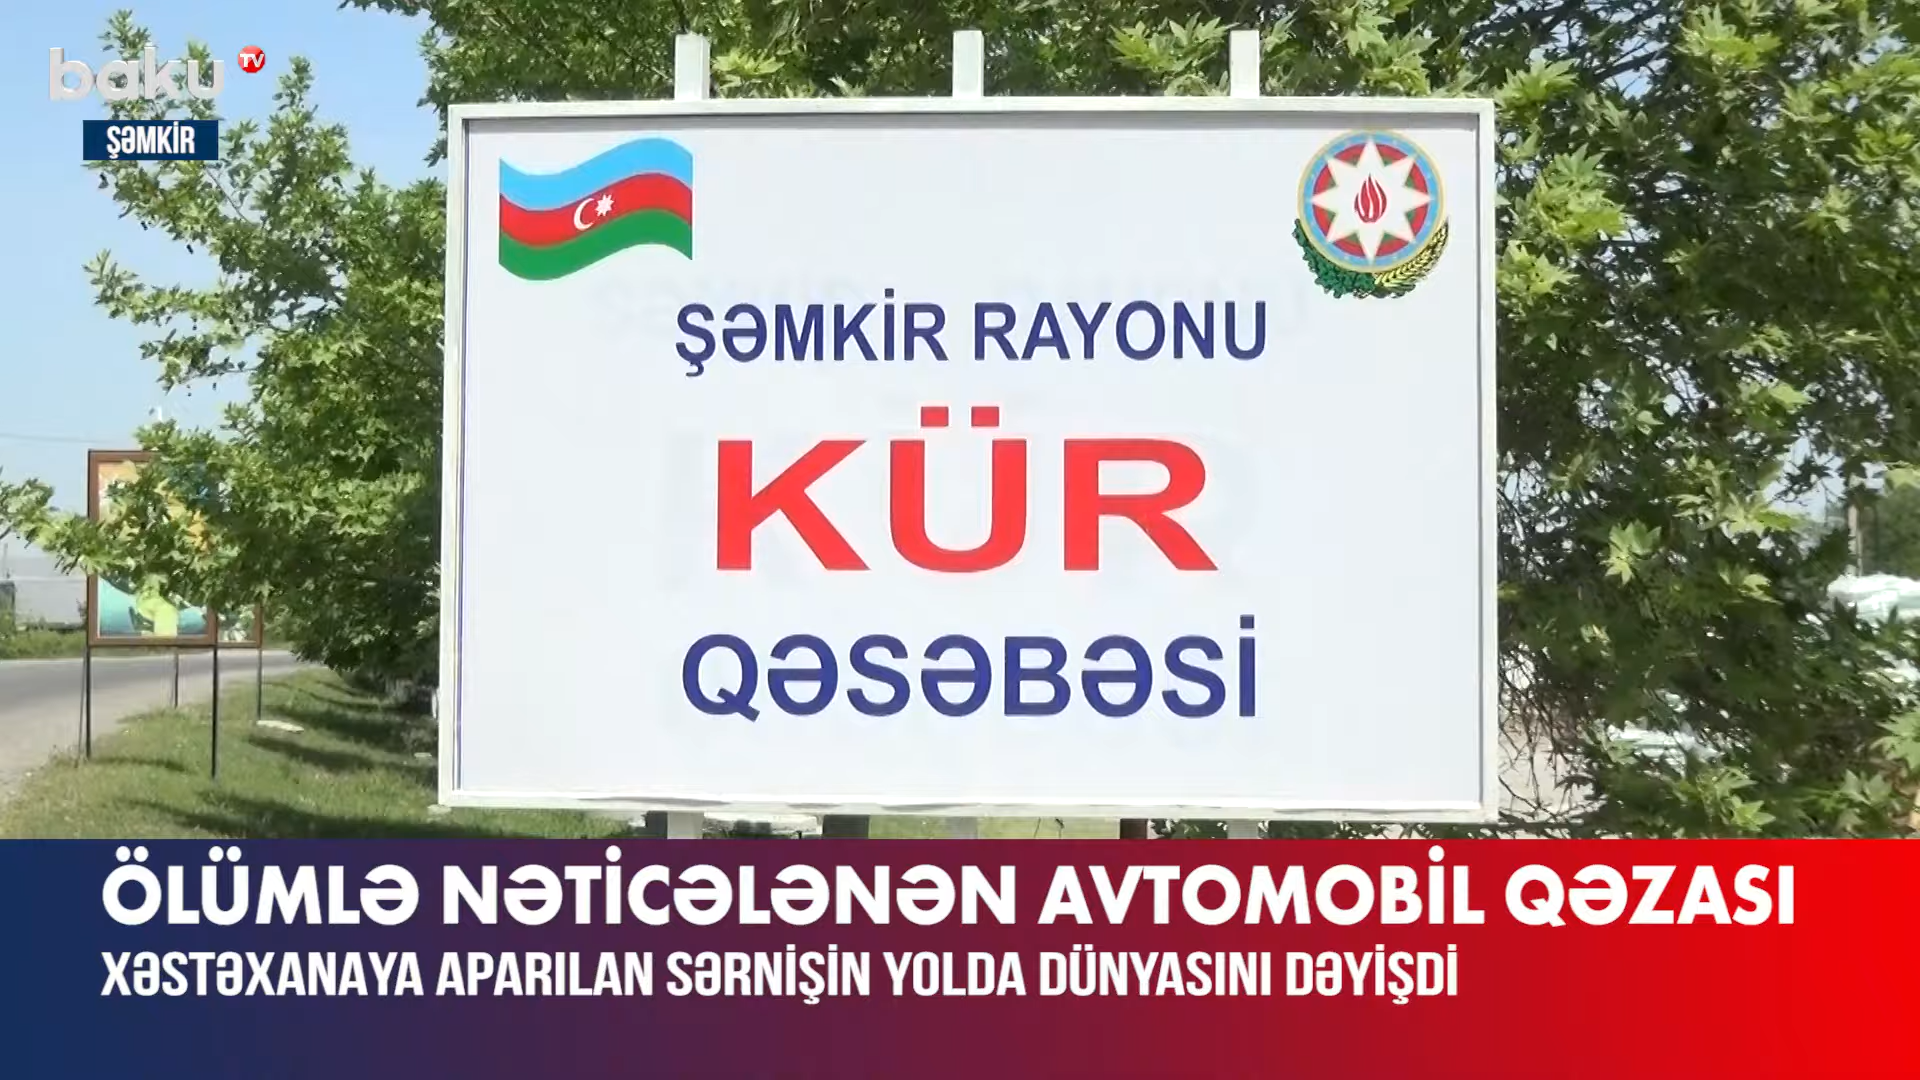 baku TV
ŞƏMKİR
ŞƏMKİR RAYONU
KÜR
QƏSƏBƏSİ
ÖLÜMLƏ NƏTİCƏLƏNƏN AVTOMOBİL QƏZASI
XƏSTƏXANAYA APARILAN SƏRNİŞİN YOLDA DÜNYASINI DƏYİŞDİ